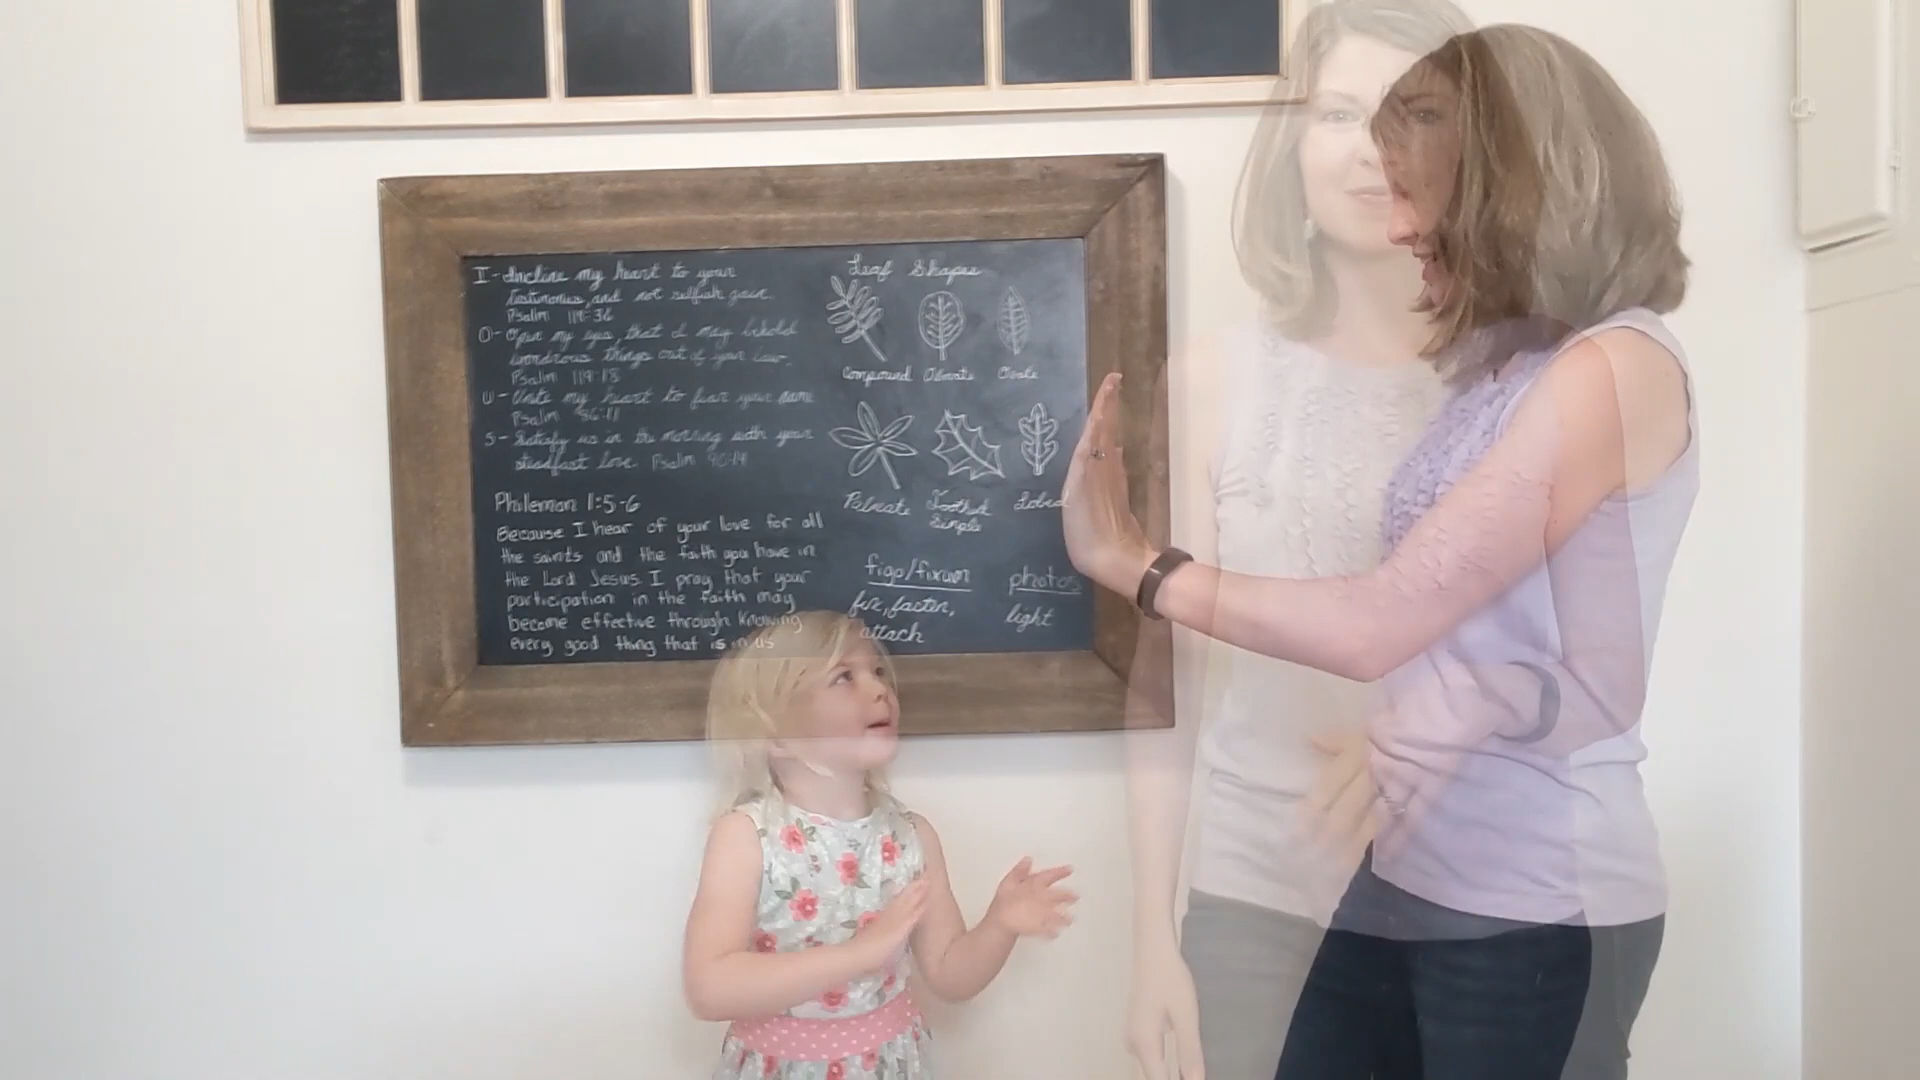 I - Incline my heart to your
testimonies, and not selfish gain.
Psalm 119:36
O - Open my eyes, that I may behold
wondrous things out of your law.
Psalm 119:18
U - Unite my heart to fear your name
Psalm 86:11
S - Satisfy us in the morning with your
steadfast love. Psalm 90:14
Philemon 1:5-6
Because I hear of your love for all
the saints and the faith you have in
the Lord Jesus I pray that your
participation in the faith may
become effective through knowing
every good thing that is in us
Leaf Shapes
Compound Obovate Ovate
Palmate Toothed Lobed
Simple
figo/fixum
fix, fasten,
attach
photos
light